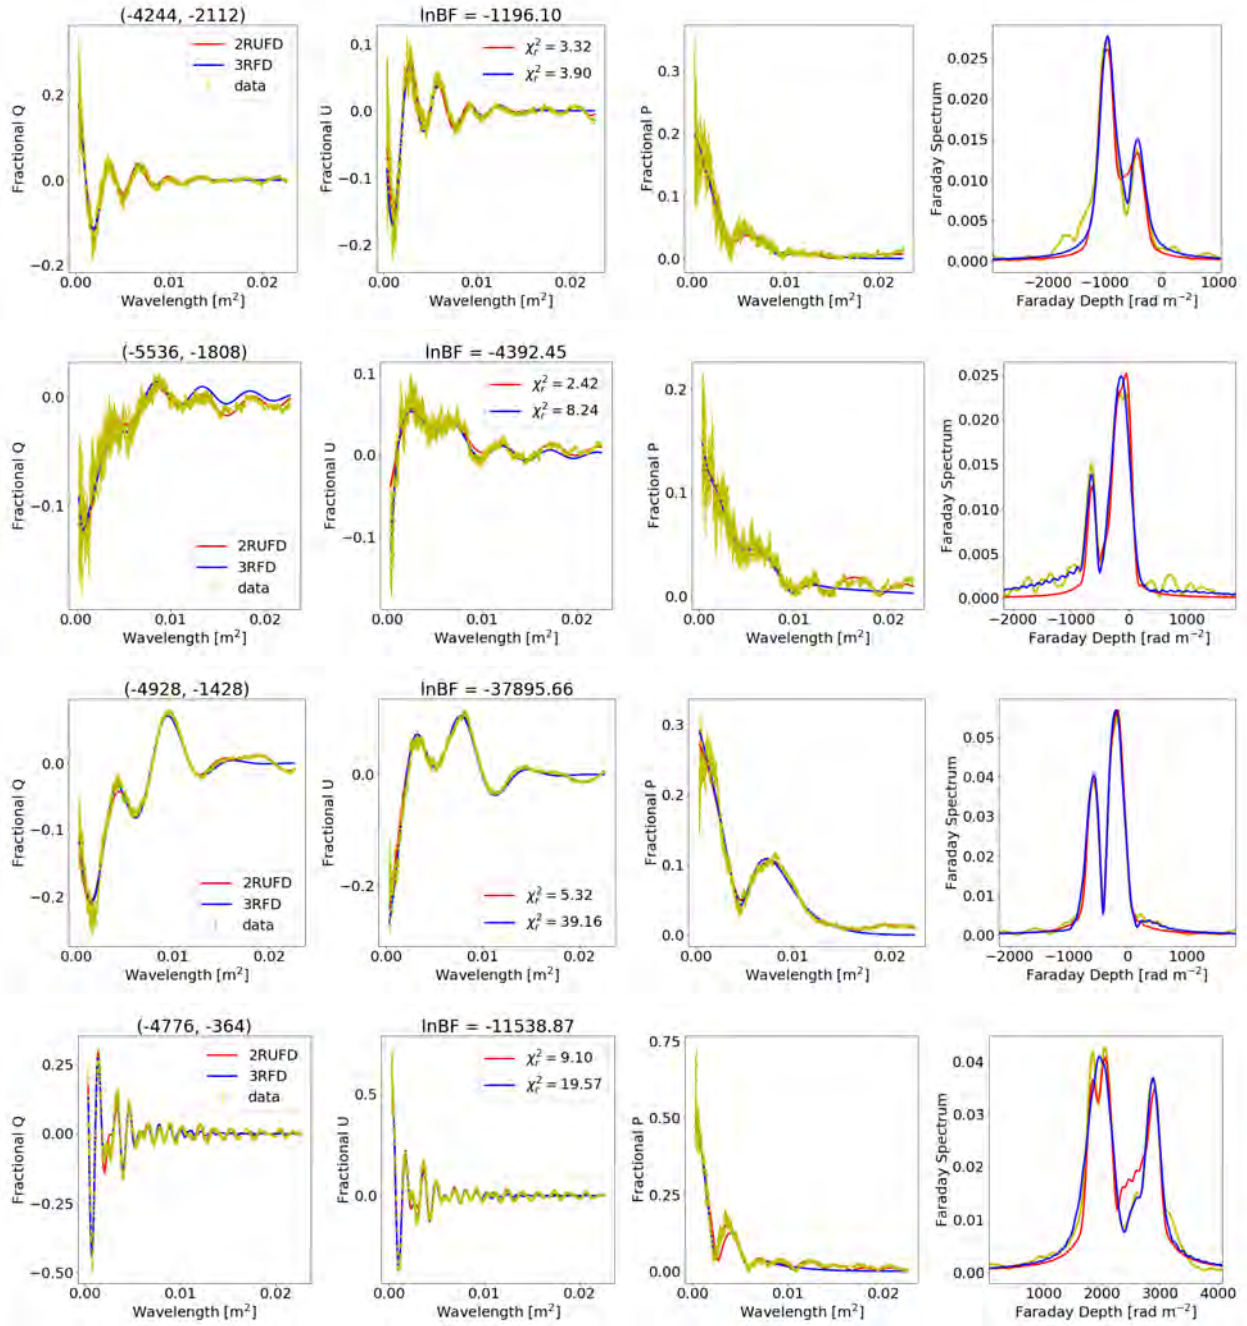 (-4244, -2112)
lnBF = -1196.10
2RUFD
3RFD
data
χr² = 3.32
χr² = 3.90
Fractional Q
0.2
0.0
−0.2
0.00 0.01 0.02
Wavelength [m²]
Fractional U
0.1
0.0
−0.1
−0.2
0.00 0.01 0.02
Wavelength [m²]
Fractional P
0.3
0.2
0.1
0.0
0.00 0.01 0.02
Wavelength [m²]
Faraday Spectrum
0.025
0.020
0.015
0.010
0.005
0.000
−2000 −1000 0 1000
Faraday Depth [rad m⁻²]
(-5536, -1808)
lnBF = -4392.45
2RUFD
3RFD
data
χr² = 2.42
χr² = 8.24
Fractional Q
0.0
−0.1
0.00 0.01 0.02
Wavelength [m²]
Fractional U
0.1
0.0
−0.1
0.00 0.01 0.02
Wavelength [m²]
Fractional P
0.2
0.1
0.0
0.00 0.01 0.02
Wavelength [m²]
Faraday Spectrum
0.025
0.020
0.015
0.010
0.005
0.000
−2000 −1000 0 1000
Faraday Depth [rad m⁻²]
(-4928, -1428)
lnBF = -37895.66
2RUFD
3RFD
data
χr² = 5.32
χr² = 39.16
Fractional Q
0.0
−0.1
−0.2
0.00 0.01 0.02
Wavelength [m²]
Fractional U
0.0
−0.2
0.00 0.01 0.02
Wavelength [m²]
Fractional P
0.3
0.2
0.1
0.0
0.00 0.01 0.02
Wavelength [m²]
Faraday Spectrum
0.05
0.04
0.03
0.02
0.01
0.00
−2000 −1000 0 1000
Faraday Depth [rad m⁻²]
(-4776, -364)
lnBF = -11538.87
2RUFD
3RFD
data
χr² = 9.10
χr² = 19.57
Fractional Q
0.25
0.00
−0.25
−0.50
0.00 0.01 0.02
Wavelength [m²]
Fractional U
0.5
0.0
0.00 0.01 0.02
Wavelength [m²]
Fractional P
0.75
0.50
0.25
0.00
0.00 0.01 0.02
Wavelength [m²]
Faraday Spectrum
0.04
0.03
0.02
0.01
0.00
1000 2000 3000 4000
Faraday Depth [rad m⁻²]